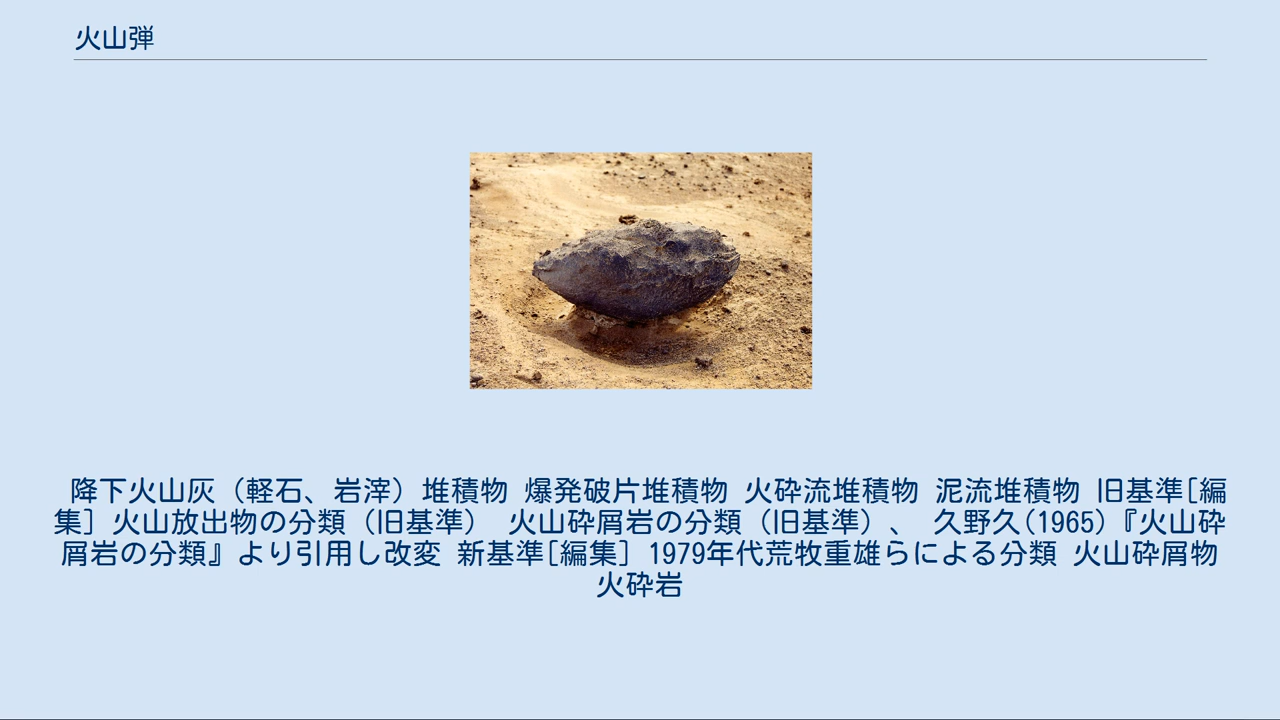 火山弾
降下火山灰（軽石、岩滓）堆積物 爆発破片堆積物 火砕流堆積物 泥流堆積物 旧基準[編
集] 火山放出物の分類（旧基準） 火山砕屑岩の分類（旧基準）、 久野久(1965)『火山砕
屑岩の分類』より引用し改変 新基準[編集] 1979年代荒牧重雄らによる分類 火山砕屑物
火砕岩